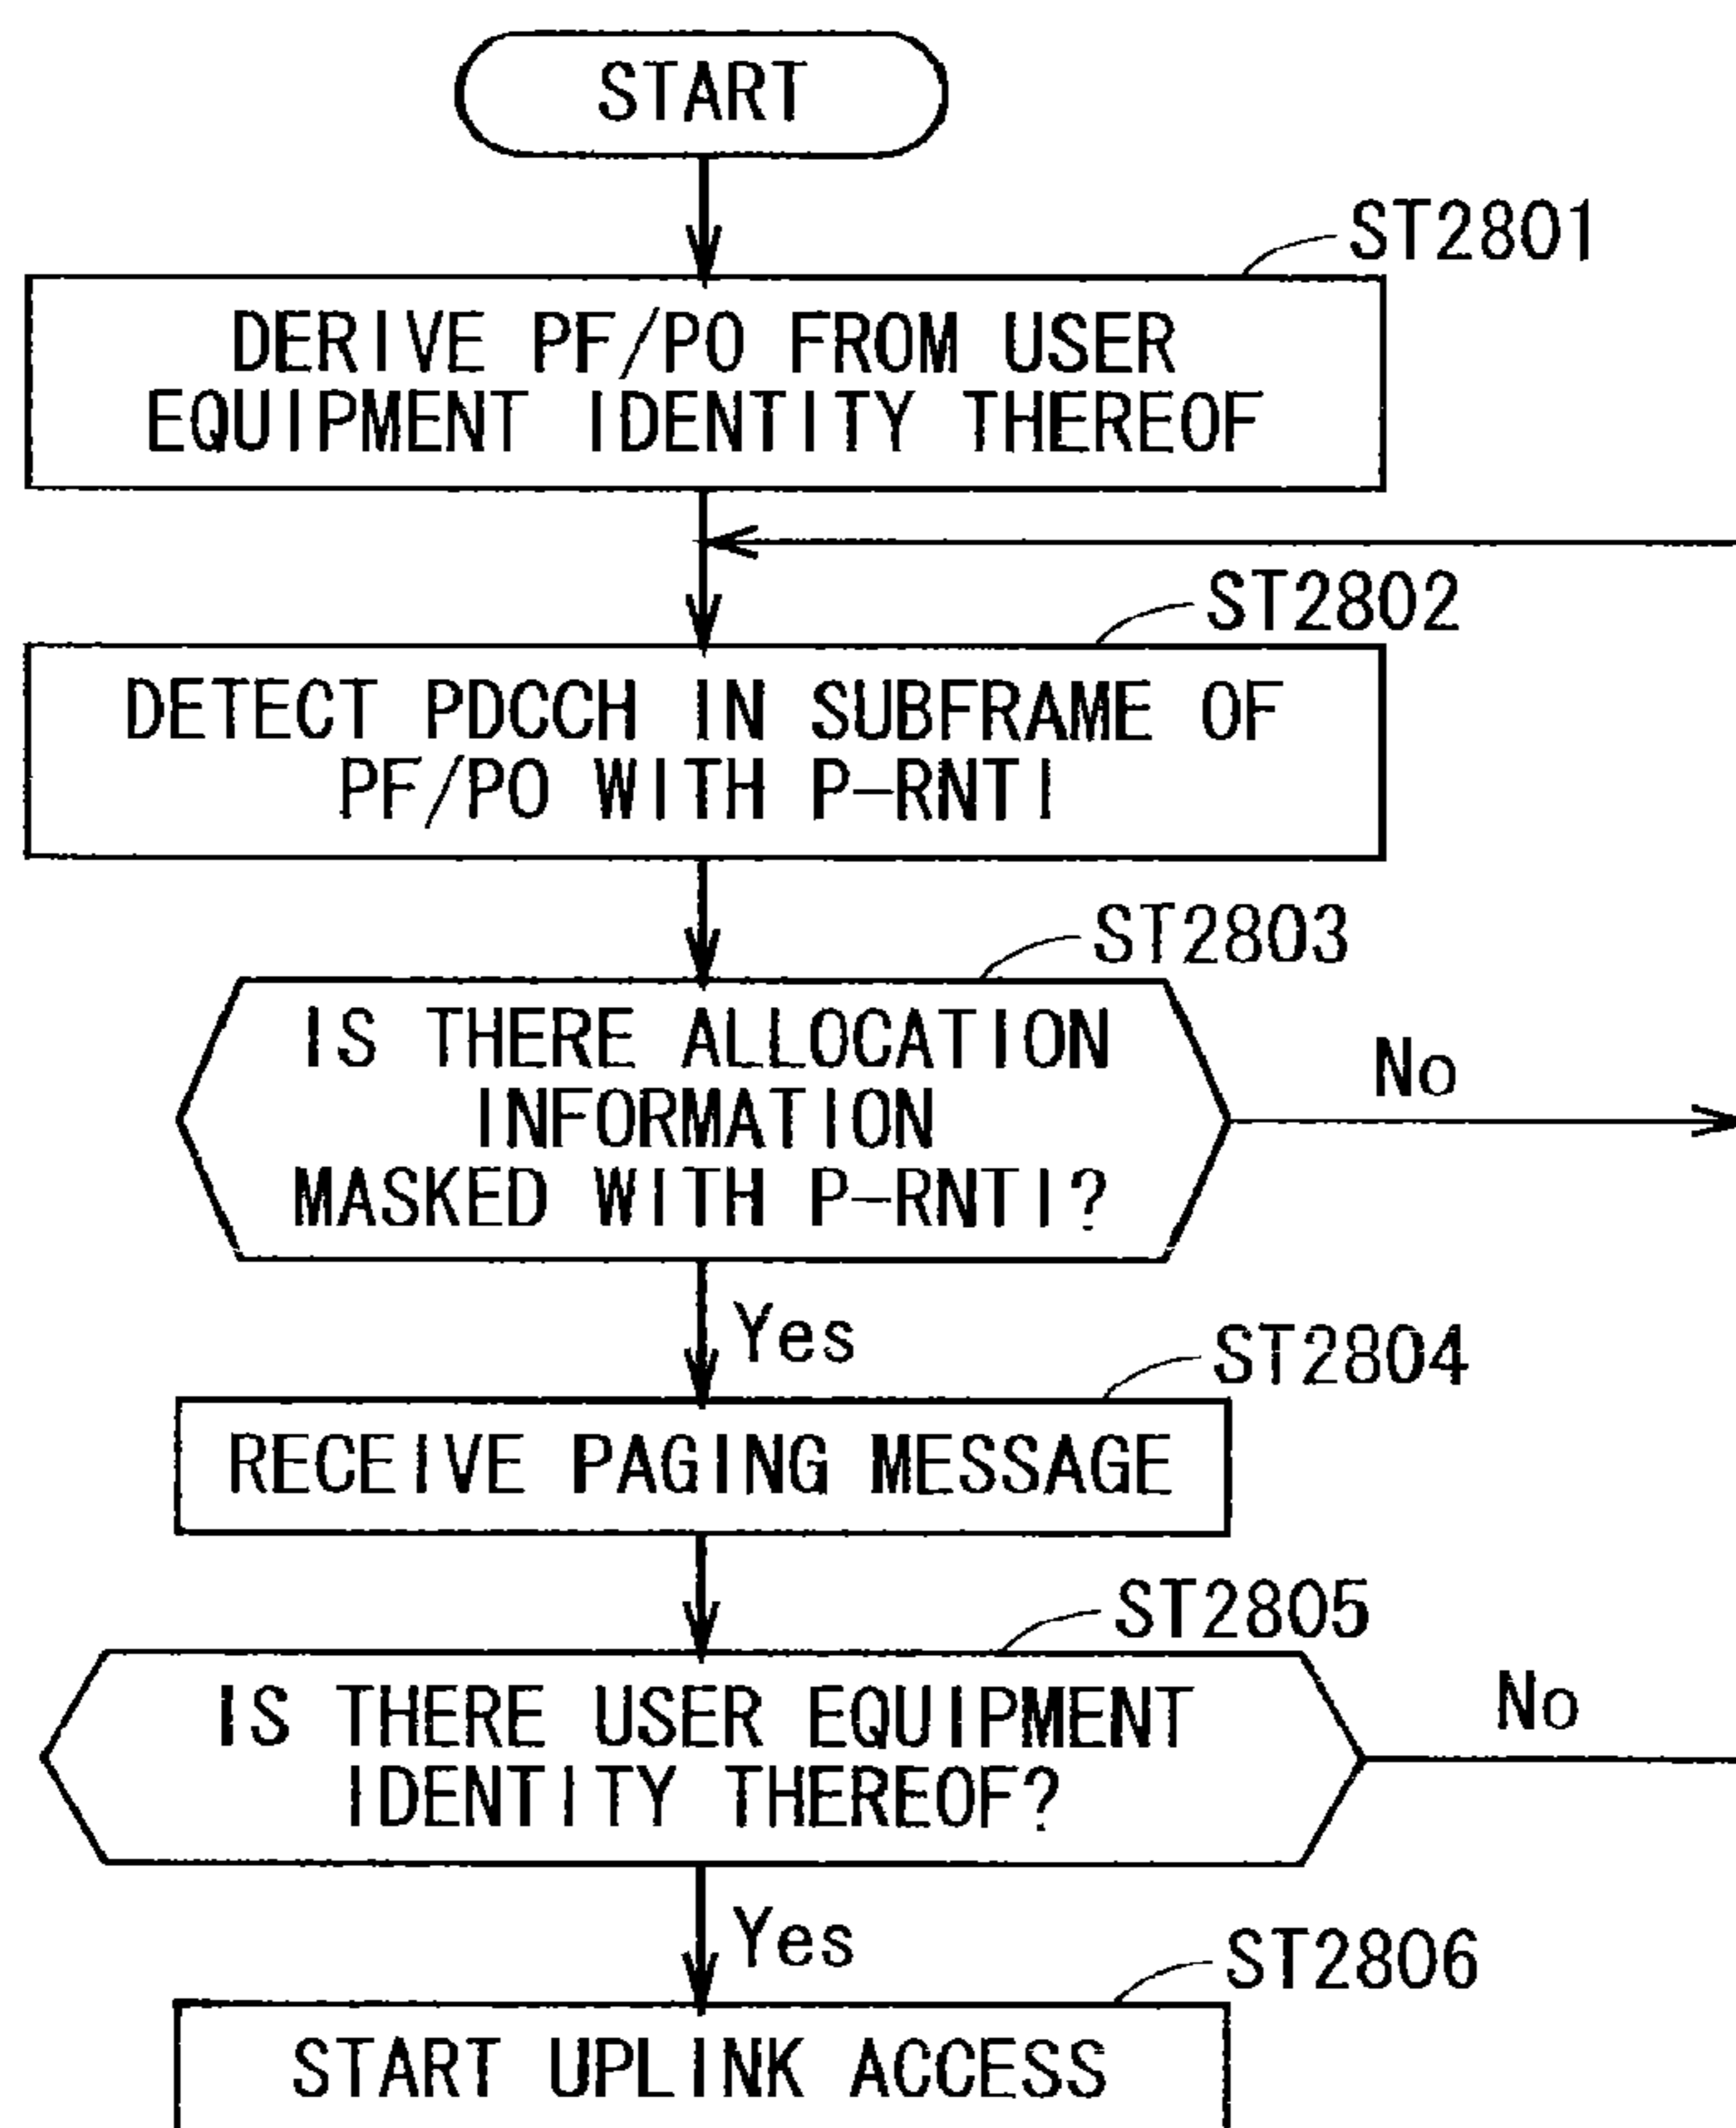 START
ST2801
DERIVE PF/PO FROM USER
EQUIPMENT IDENTITY THEREOF
ST2802
DETECT PDCCH IN SUBFRAME OF
PF/PO WITH P-RNTI
ST2803
IS THERE ALLOCATION
INFORMATION
MASKED WITH P-RNTI?
No
Yes
ST2804
RECEIVE PAGING MESSAGE
ST2805
IS THERE USER EQUIPMENT
IDENTITY THEREOF?
No
Yes
ST2806
START UPLINK ACCESS